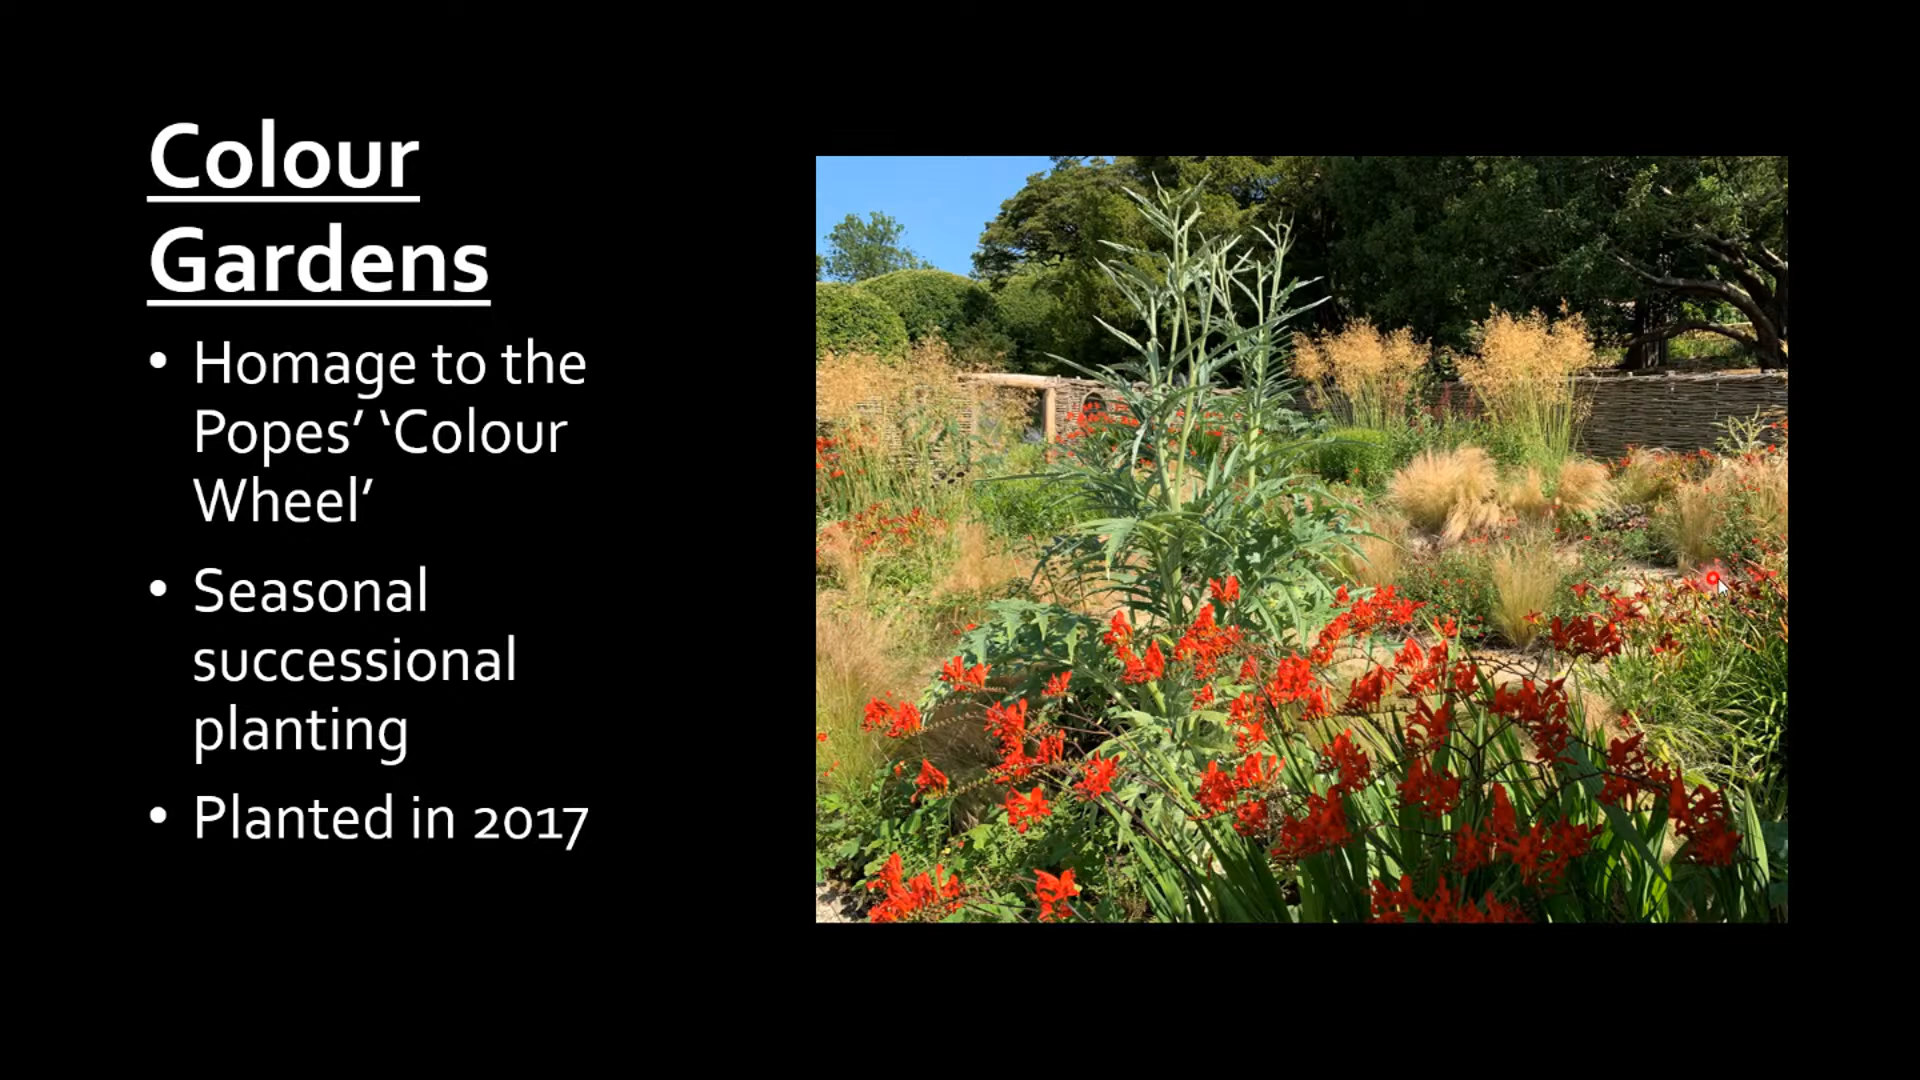 Colour
Gardens
• Homage to the
Popes’ ‘Colour
Wheel’
• Seasonal
successional
planting
• Planted in 2017